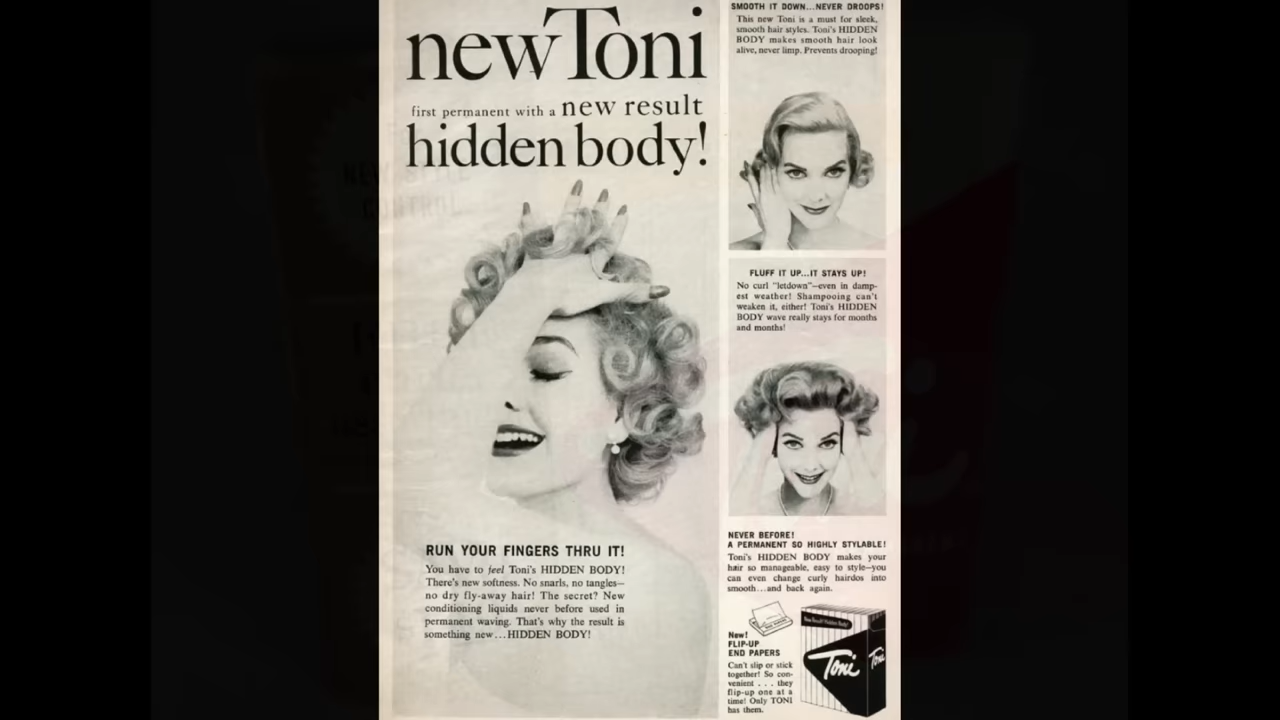 new Toni
first permanent with a new result
hidden body!
RUN YOUR FINGERS THRU IT!
You have to feel Toni's HIDDEN BODY!
There's new softness. No snarls, no tangles—
no dry fly-away hair! The secret? New
conditioning liquids never before used in
permanent waving. That's why the result is
something new...HIDDEN BODY!
SMOOTH IT DOWN...NEVER DROOPS!
This new Toni is a must for sleek,
smooth hair styles. Toni's HIDDEN
BODY makes smooth hair look
alive, never limp. Prevents drooping!
FLUFF IT UP...IT STAYS UP!
No curl "letdown"—even in damp-
est weather! Shampooing can't
weaken it, either! Toni's HIDDEN
BODY wave really stays for months
and months!
NEVER BEFORE!
A PERMANENT SO HIGHLY STYLABLE!
Toni's HIDDEN BODY makes your
hair so manageable, easy to style—you
can even change curly hairdos into
smooth...and back again.
New!
FLIP-UP
END PAPERS
Can't slip or stick
together! So con-
venient . . . they
flip-up one at a
time! Only TONI
has them.
New Result! Hidden Body!
Toni
Toni